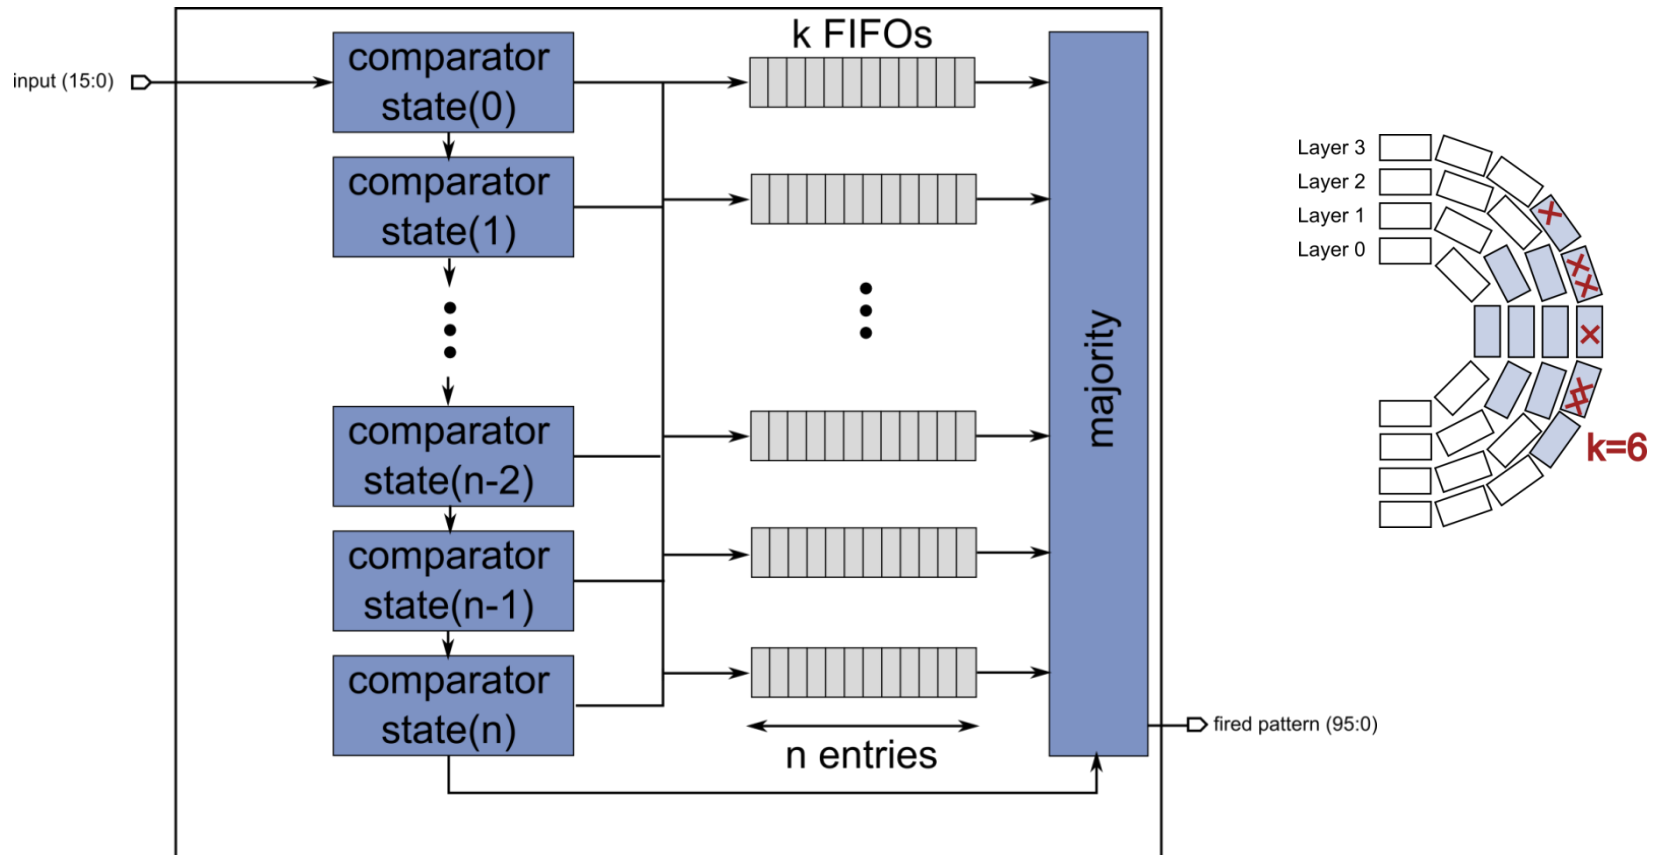 input (15:0)
comparator
state(0)
comparator
state(1)
comparator
state(n-2)
comparator
state(n-1)
comparator
state(n)
k FIFOs
n entries
majority
fired pattern (95:0)
Layer 3
Layer 2
Layer 1
Layer 0
k=6